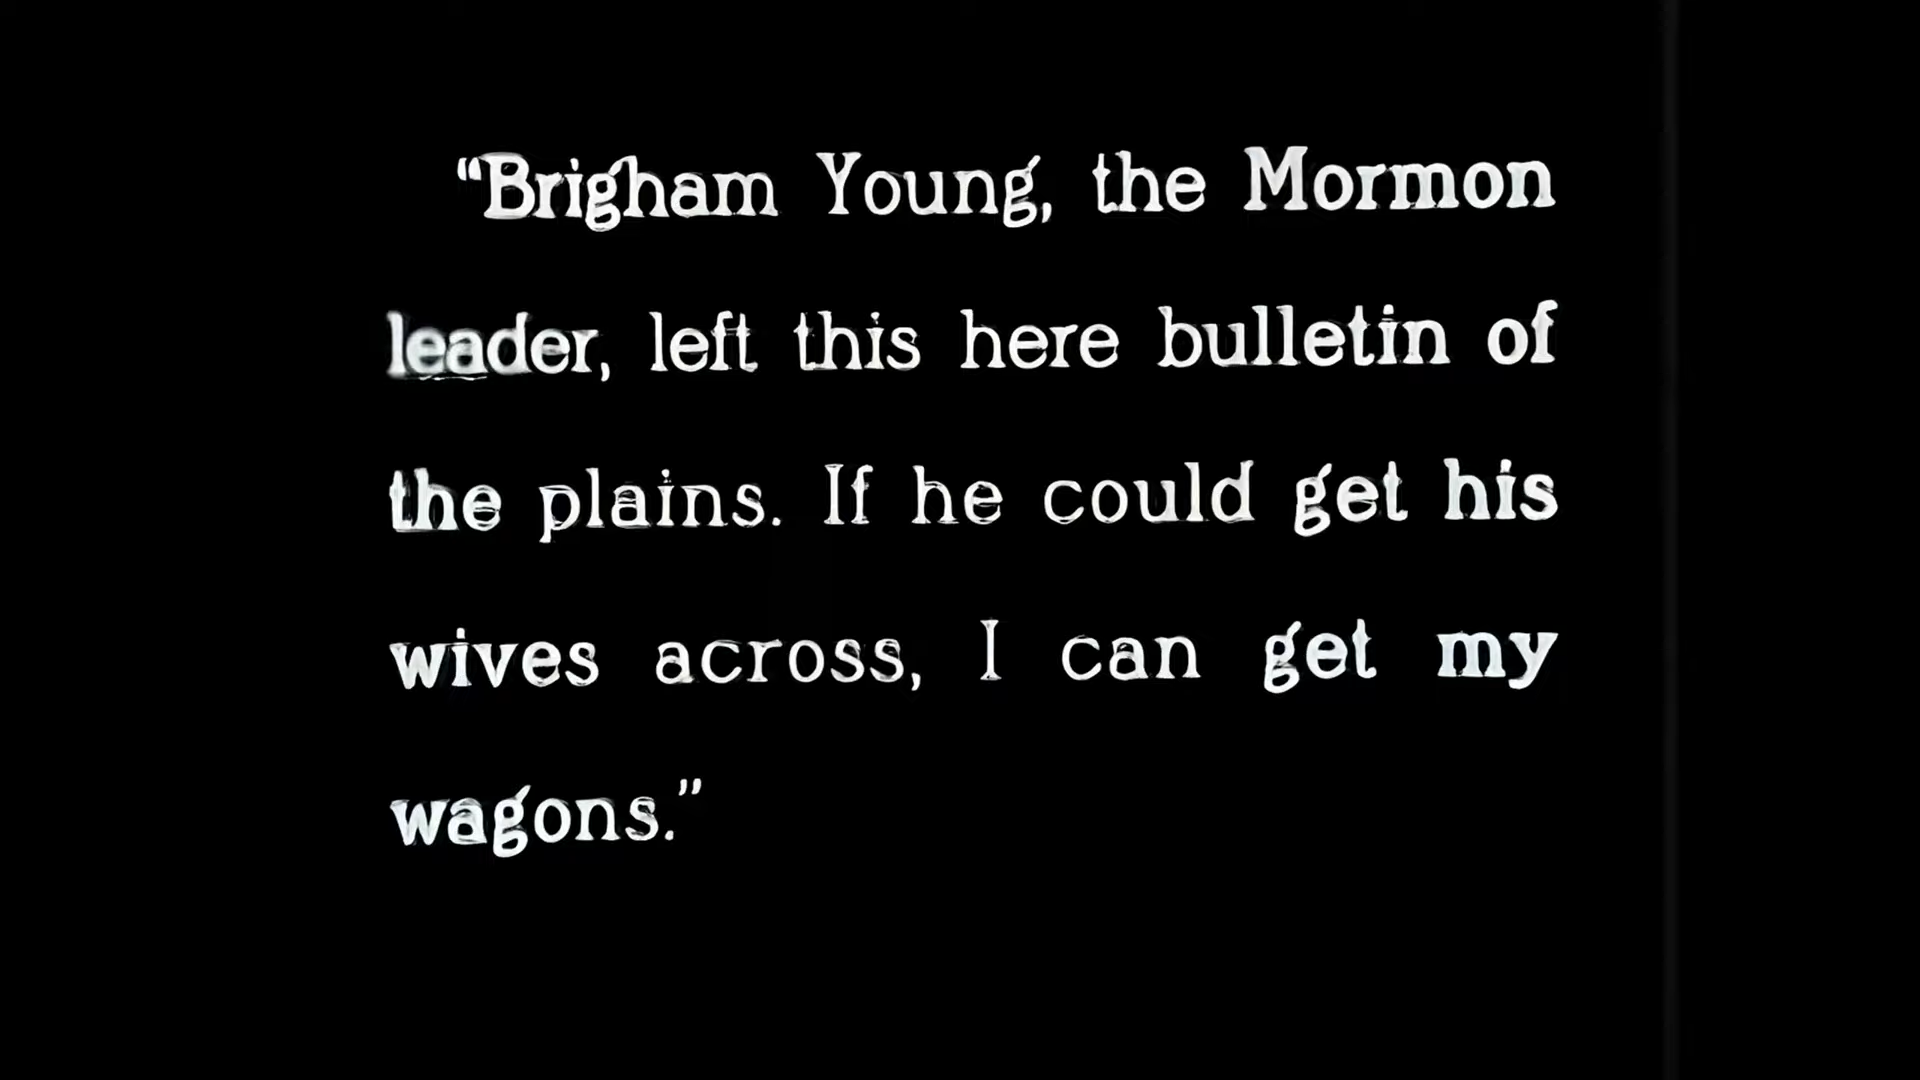 “Brigham Young, the Mormon
leader, left this here bulletin of
the plains. If he could get his
wives across, I can get my
wagons.”